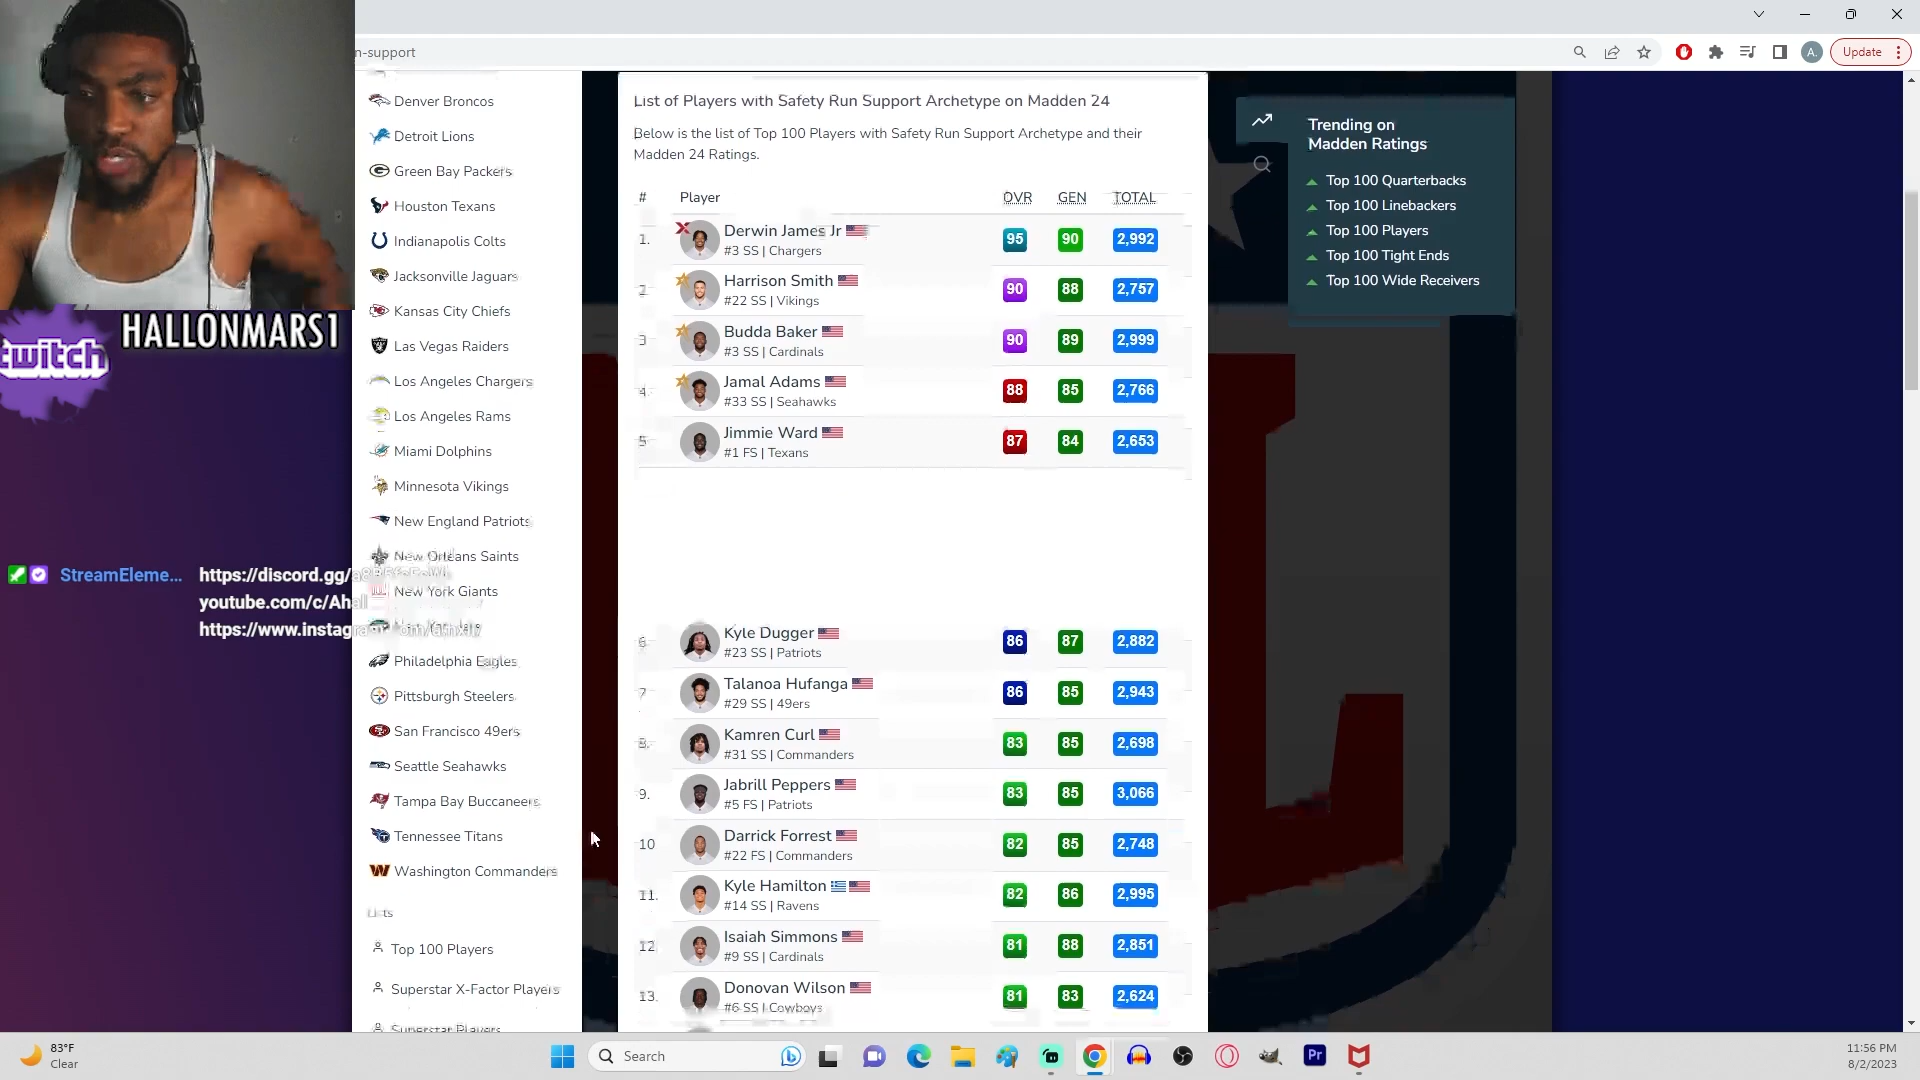 n-support
Update
A.
Denver Broncos
Detroit Lions
Green Bay Packers
Houston Texans
Indianapolis Colts
Jacksonville Jaguars
Kansas City Chiefs
Las Vegas Raiders
Los Angeles Chargers
Los Angeles Rams
Miami Dolphins
Minnesota Vikings
New England Patriots
New Orleans Saints
New York Giants
Philadelphia Eagles
Pittsburgh Steelers
San Francisco 49ers
Seattle Seahawks
Tampa Bay Buccaneers
Tennessee Titans
Washington Commanders
Lists
Top 100 Players
Superstar X-Factor Players
Superstar Players
twitch
HALLONMARS1
StreamEleme... https://discord.gg/
youtube.com/c/Ahall
https://www.instagram.com/
List of Players with Safety Run Support Archetype on Madden 24
Below is the list of Top 100 Players with Safety Run Support Archetype and their
Madden 24 Ratings.
# Player OVR GEN TOTAL
1. Derwin James Jr 95 90 2,992
#3 SS | Chargers
2 Harrison Smith 90 88 2,757
#22 SS | Vikings
3 Budda Baker 90 89 2,999
#3 SS | Cardinals
4. Jamal Adams 88 85 2,766
#33 SS | Seahawks
5 Jimmie Ward 87 84 2,653
#1 FS | Texans
6. Kyle Dugger 86 87 2,882
#23 SS | Patriots
7 Talanoa Hufanga 86 85 2,943
#29 SS | 49ers
8. Kamren Curl 83 85 2,698
#31 SS | Commanders
9. Jabrill Peppers 83 85 3,066
#5 FS | Patriots
10 Darrick Forrest 82 85 2,748
#22 FS | Commanders
11. Kyle Hamilton 82 86 2,995
#14 SS | Ravens
12 Isaiah Simmons 81 88 2,851
#9 SS | Cardinals
13. Donovan Wilson 81 83 2,624
#6 SS | Cowboys
Trending on
Madden Ratings
Top 100 Quarterbacks
Top 100 Linebackers
Top 100 Players
Top 100 Tight Ends
Top 100 Wide Receivers
83°F
Clear
Search
Pr
11:56 PM
8/2/2023